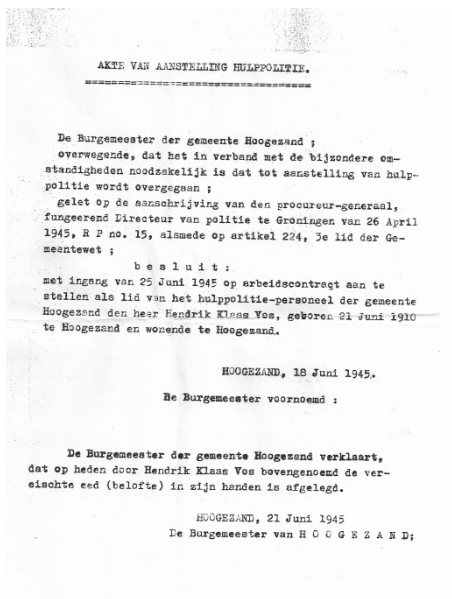 AKTE VAN AANSTELLING HULPPOLITIE.
==================================
De Burgemeester der gemeente Hoogezand ;
overwegende, dat het in verband met de bijzondere om-
standigheden noodzakelijk is dat tot aanstelling van hulp-
politie wordt overgegaan ;
gelet op de aanschrijving van den procureur-generaal,
fungeerend Directeur van politie te Groningen van 26 April
1945, R P no. 15, alsmede op artikel 224, 3e lid der Ge-
meentewet ;
b e s l u i t :
met ingang van 25 Juni 1945 op arbeidscontract aan te
stellen als lid van het hulppolitie-personeel der gemeente
Hoogezand den heer Hendrik Klaas Vos, geboren 21 Juni 1910
te Hoogezand en wonende te Hoogezand.
HOOGEZAND, 18 Juni 1945.
De Burgemeester voornoemd ;
De Burgemeester der gemeente Hoogezand verklaart,
dat op heden door Hendrik Klaas Vos bovengenoemd de ver-
eischte eed (belofte) in zijn handen is afgelegd.
HOOGEZAND, 21 Juni 1945
De Burgemeester van H O O G E Z A N D;